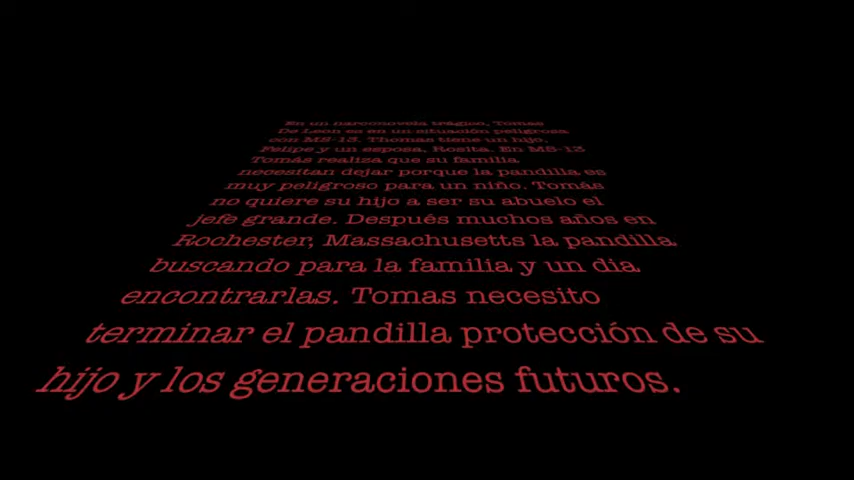 En un narconovela trágico, Tomas
De Leon es en un situación peligrosa
con MS-13. Thomas tiene un hijo,
Felipe y un esposa, Rosita. En MS-13
Tomás realiza que su familia
necesitan dejar porque la pandilla es
muy peligroso para un niño. Tomás
no quiere su hijo a ser su abuelo el
jefe grande. Después muchos años en
Rochester, Massachusetts la pandilla
buscando para la familia y un dia
encontrarlas. Tomas necesito
terminar el pandilla protección de su
hijo y los generaciones futuros.